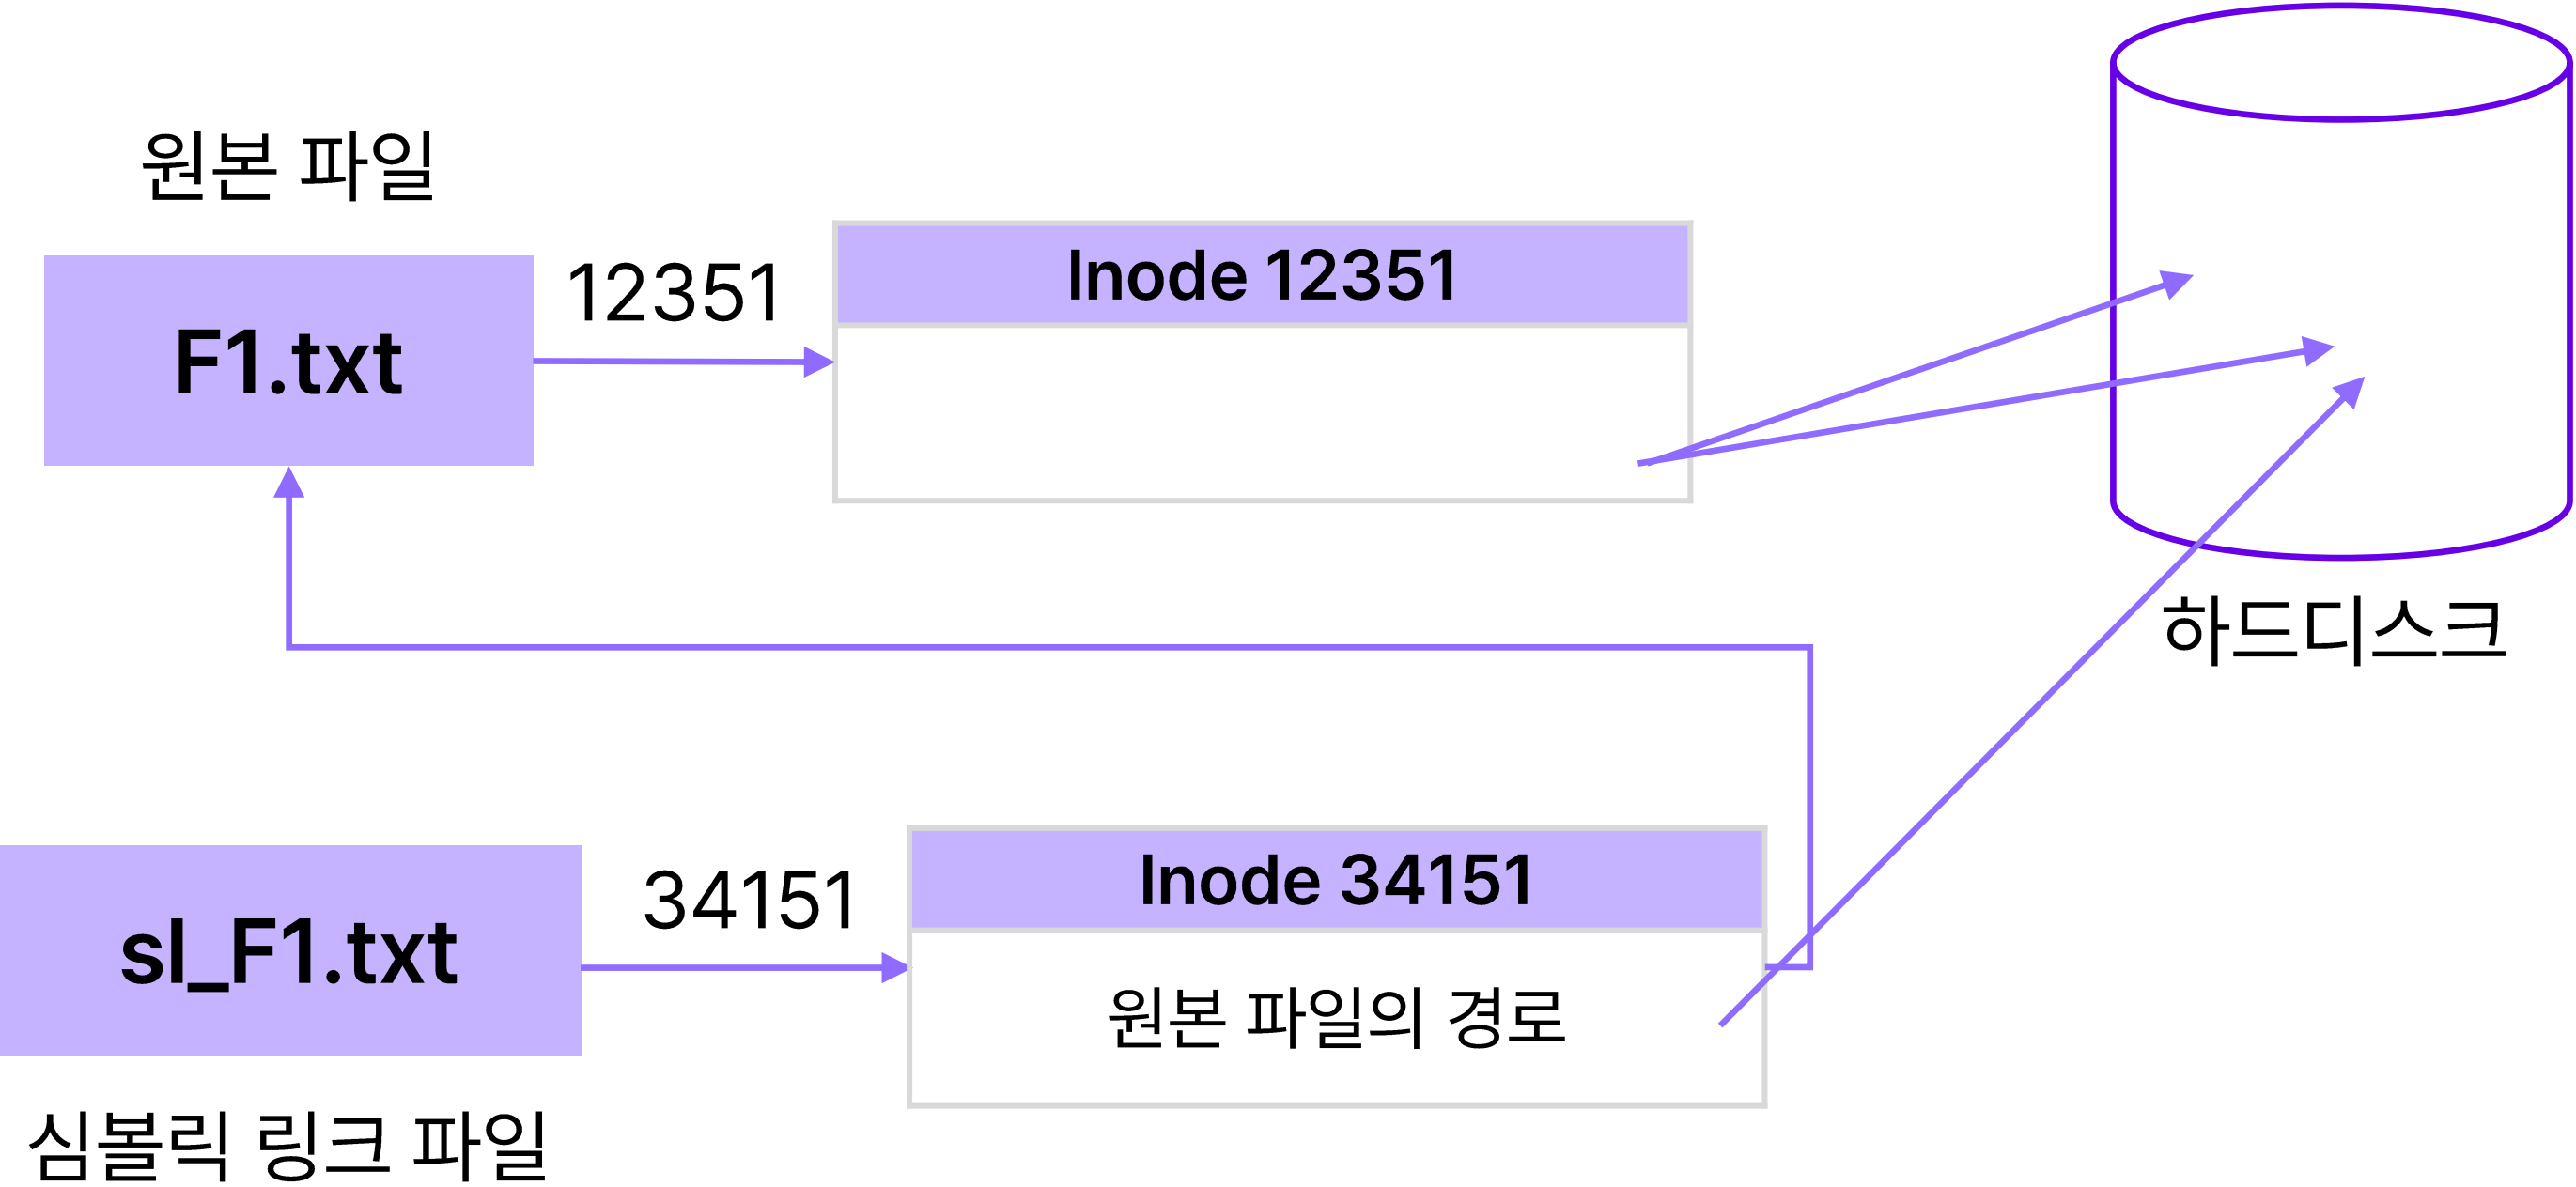 원본 파일
F1.txt
12351
Inode 12351
하드디스크
sl_F1.txt
34151
Inode 34151
원본 파일의 경로
심볼릭 링크 파일